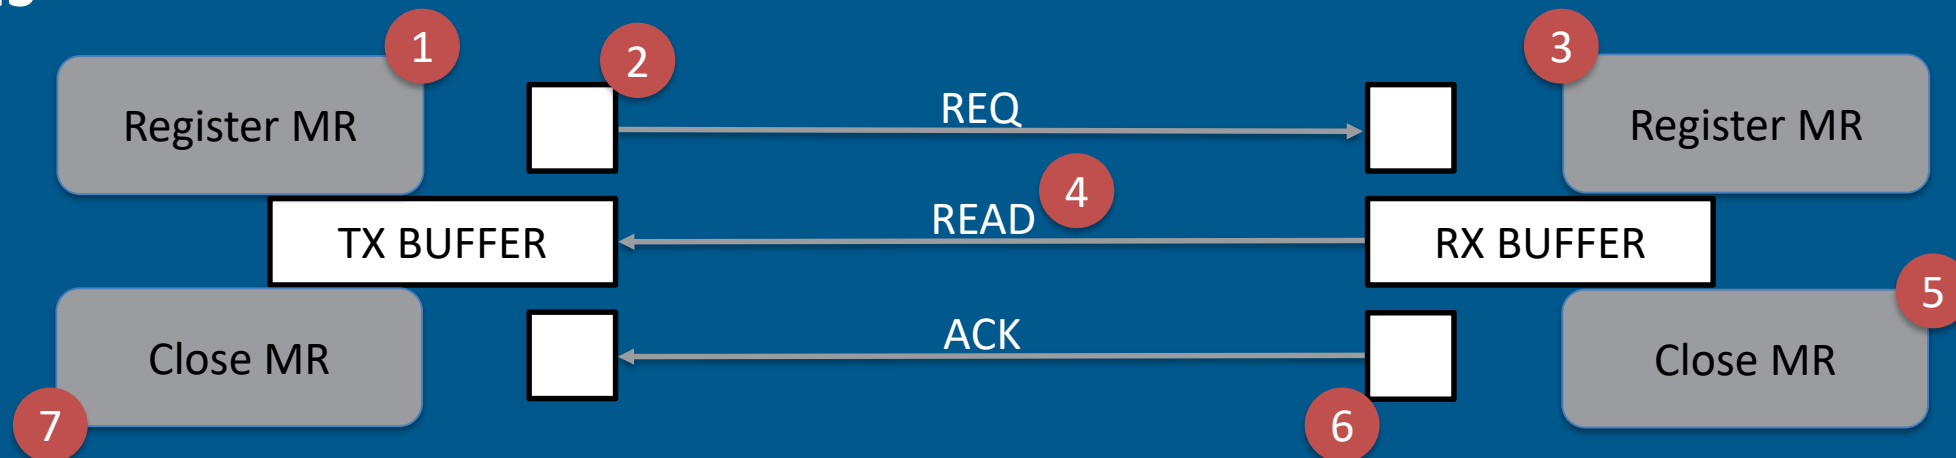 1
2
3
Register MR
REQ
Register MR
4
READ
TX BUFFER
RX BUFFER
5
ACK
Close MR
Close MR
7
6